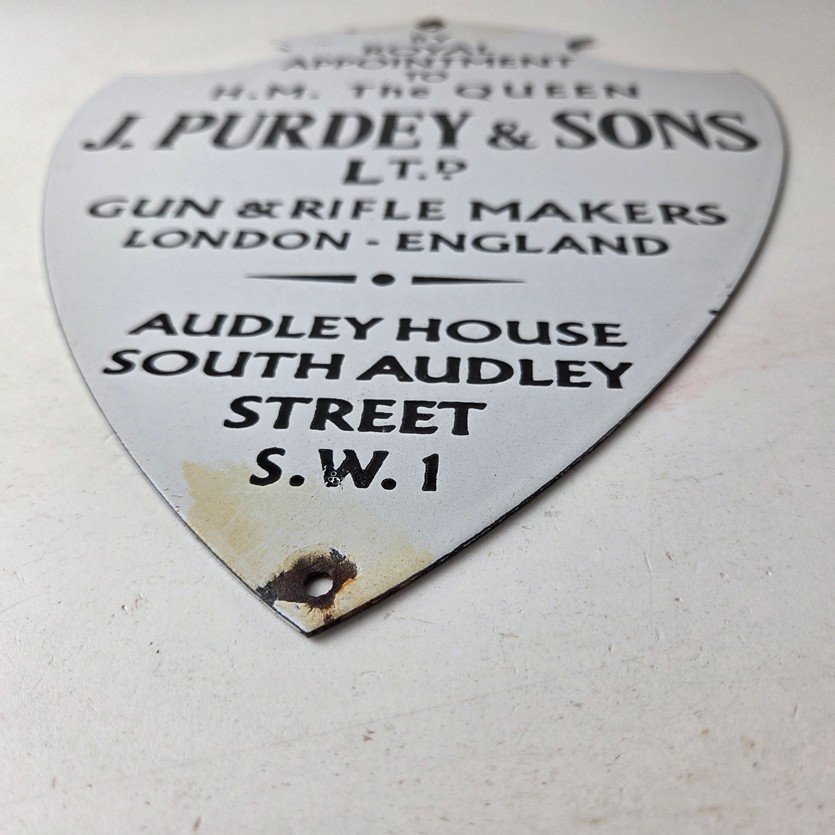 BY
ROYAL
APPOINTMENT
TO
H.M. The QUEEN
J. PURDEY & SONS
LT.D
GUN & RIFLE MAKERS
LONDON - ENGLAND
AUDLEY HOUSE
SOUTH AUDLEY
STREET
S.W.1